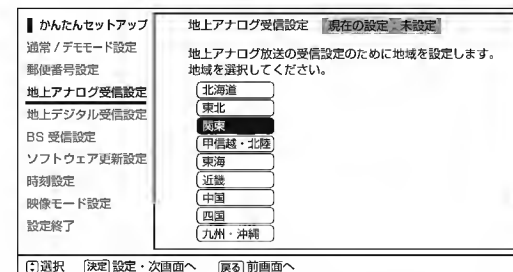 かんたんセットアップ
通常 / デモモード設定
郵便番号設定
地上アナログ受信設定
地上デジタル受信設定
BS 受信設定
ソフトウェア更新設定
時刻設定
映像モード設定
設定終了
地上アナログ受信設定 現在の設定:未設定
地上アナログ放送の受信設定のために地域を設定します。
地域を選択してください。
北海道
東北
関東
甲信越・北陸
東海
近畿
中国
四国
九州・沖縄
選択 決定 設定・次画面へ 戻る 前画面へ